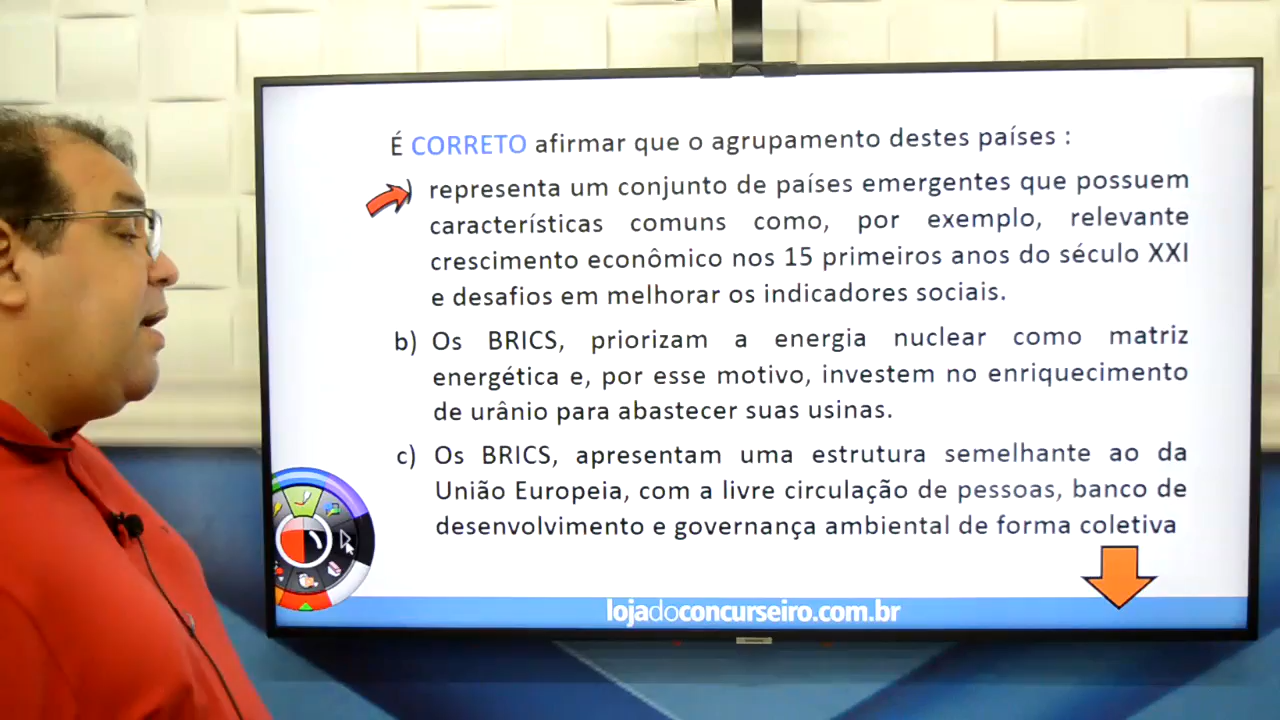 É CORRETO afirmar que o agrupamento destes países :
) representa um conjunto de países emergentes que possuem
características comuns como, por exemplo, relevante
crescimento econômico nos 15 primeiros anos do século XXI
e desafios em melhorar os indicadores sociais.
b) Os BRICS, priorizam a energia nuclear como matriz
energética e, por esse motivo, investem no enriquecimento
de urânio para abastecer suas usinas.
c) Os BRICS, apresentam uma estrutura semelhante ao da
União Europeia, com a livre circulação de pessoas, banco de
desenvolvimento e governança ambiental de forma coletiva
lojadoconcurseiro.com.br